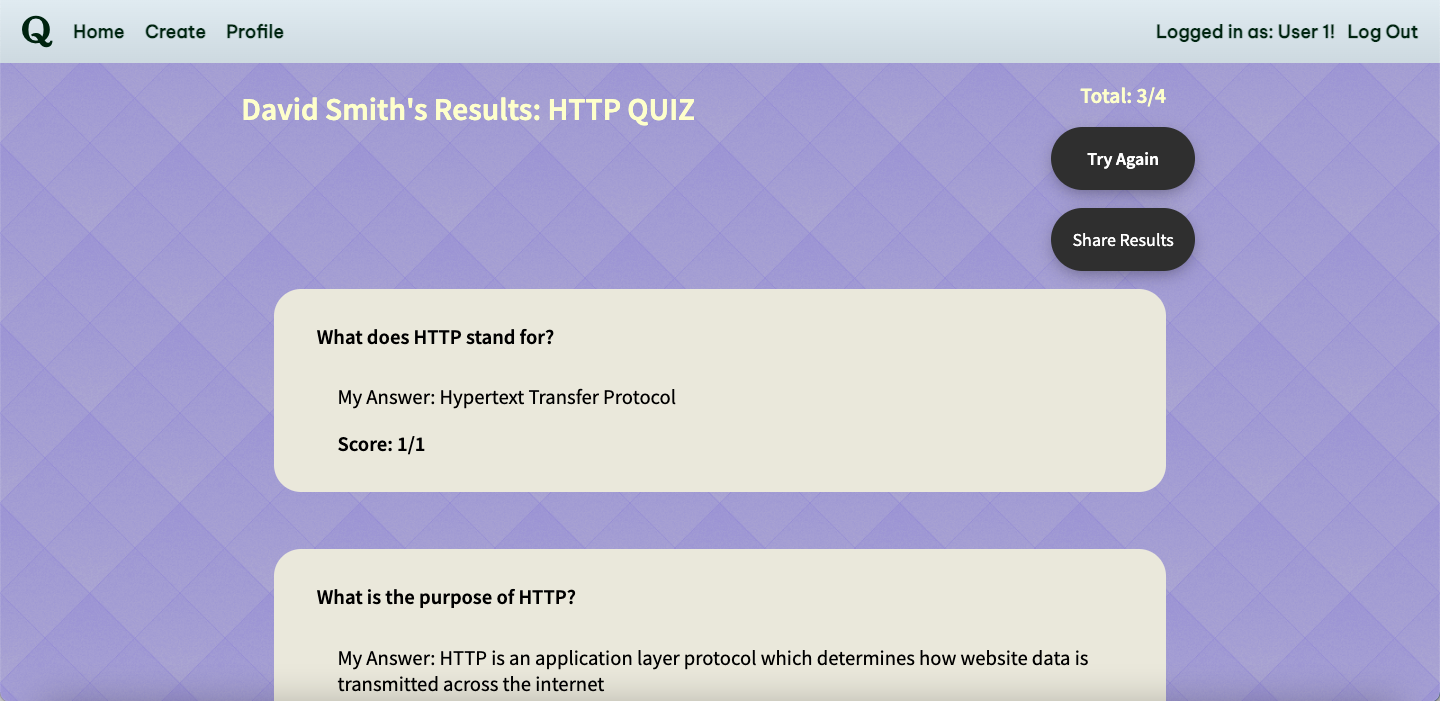 Q Home Create Profile Logged in as: User 1! Log Out
David Smith's Results: HTTP QUIZ
Total: 3/4
Try Again
Share Results
What does HTTP stand for?
My Answer: Hypertext Transfer Protocol
Score: 1/1
What is the purpose of HTTP?
My Answer: HTTP is an application layer protocol which determines how website data is
transmitted across the internet